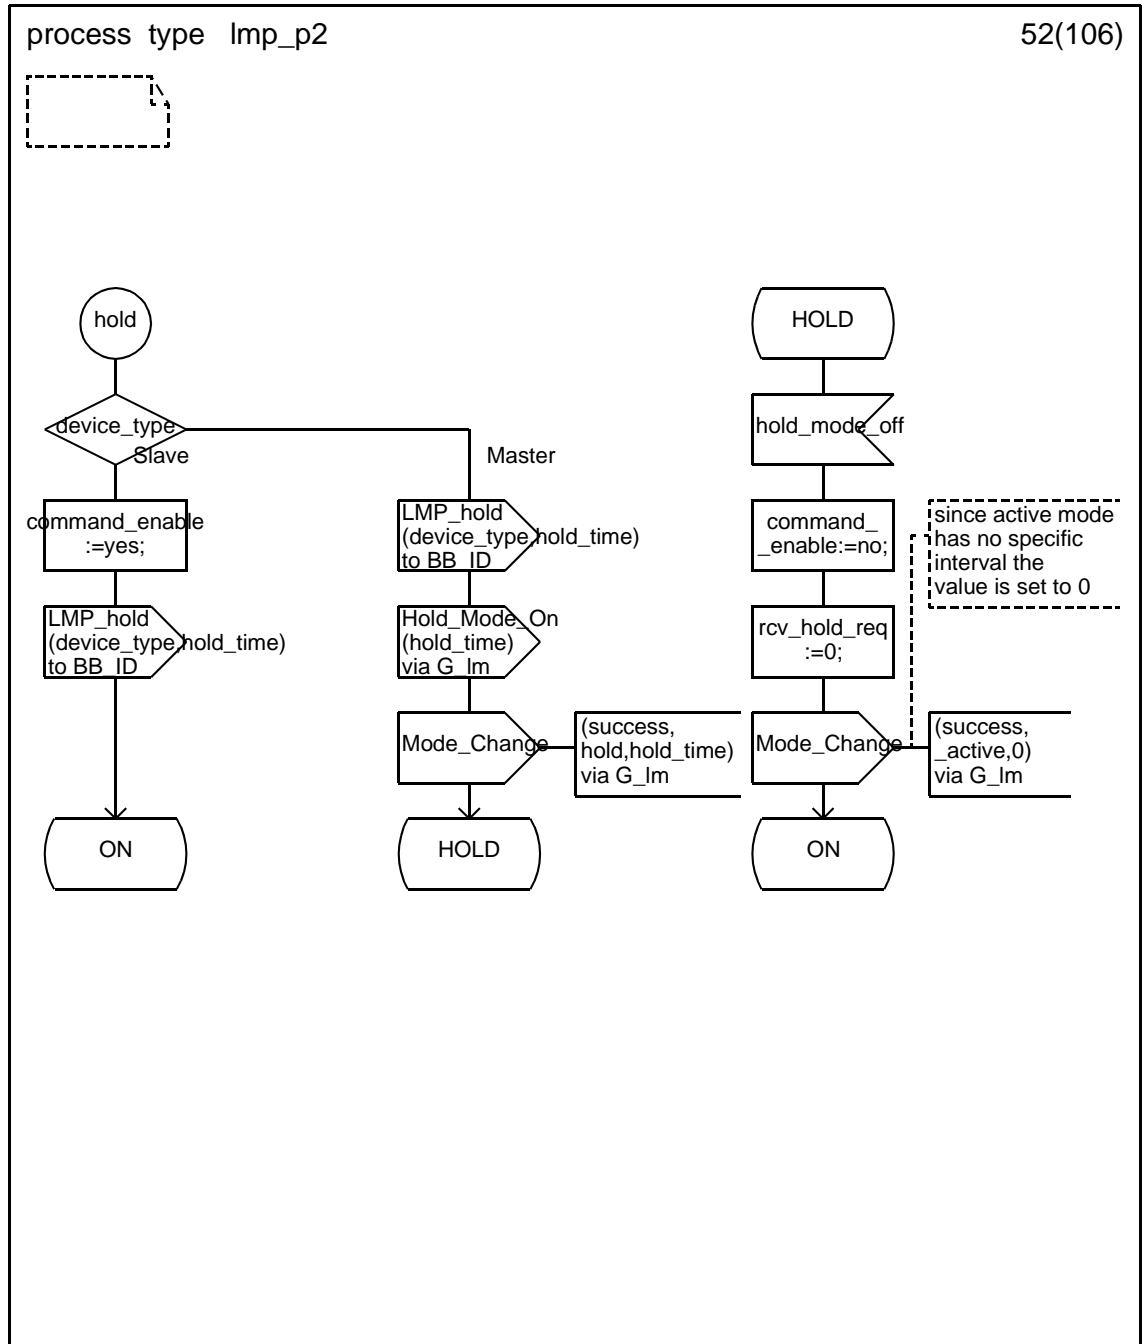 process type lmp_p2
52(106)
hold
device_type
Slave
Master
command_enable
:=yes;
LMP_hold
(device_type,hold_time)
to BB_ID
ON
LMP_hold
(device_type,hold_time)
to BB_ID
Hold_Mode_On
(hold_time)
via G_lm
Mode_Change
(success,
hold,hold_time)
via G_lm
HOLD
HOLD
hold_mode_off
command_
_enable:=no;
since active mode
has no specific
interval the
value is set to 0
rcv_hold_req
:=0;
Mode_Change
(success,
_active,0)
via G_lm
ON